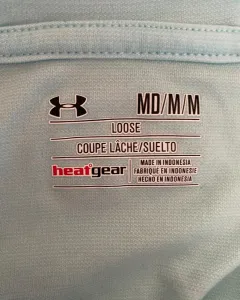 MD/M/M
LOOSE
COUPE LÂCHE/SUELTO
heatgear
MADE IN INDONESIA
FABRIQUÉ EN INDONÉSIE
HECHO EN INDONESIA